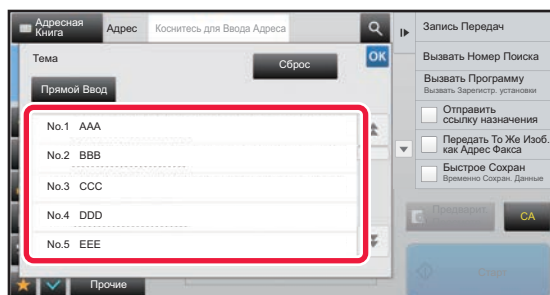 Адресная
Книга
Адрес
Коснитесь для Ввода Адреса
Тема
Сброс
OK
Прямой Ввод
No.1 AAA
No.2 BBB
No.3 CCC
No.4 DDD
No.5 EEE
Прочие
Запись Передач
Вызвать Номер Поиска
Вызвать Программу
Вызвать Зарегистр. установки
Отправить
ссылку назначения
Передать То Же Изоб.
как Адрес Факса
Быстрое Сохран
Временно Сохран. Данные
Предварит.
CA
Старт